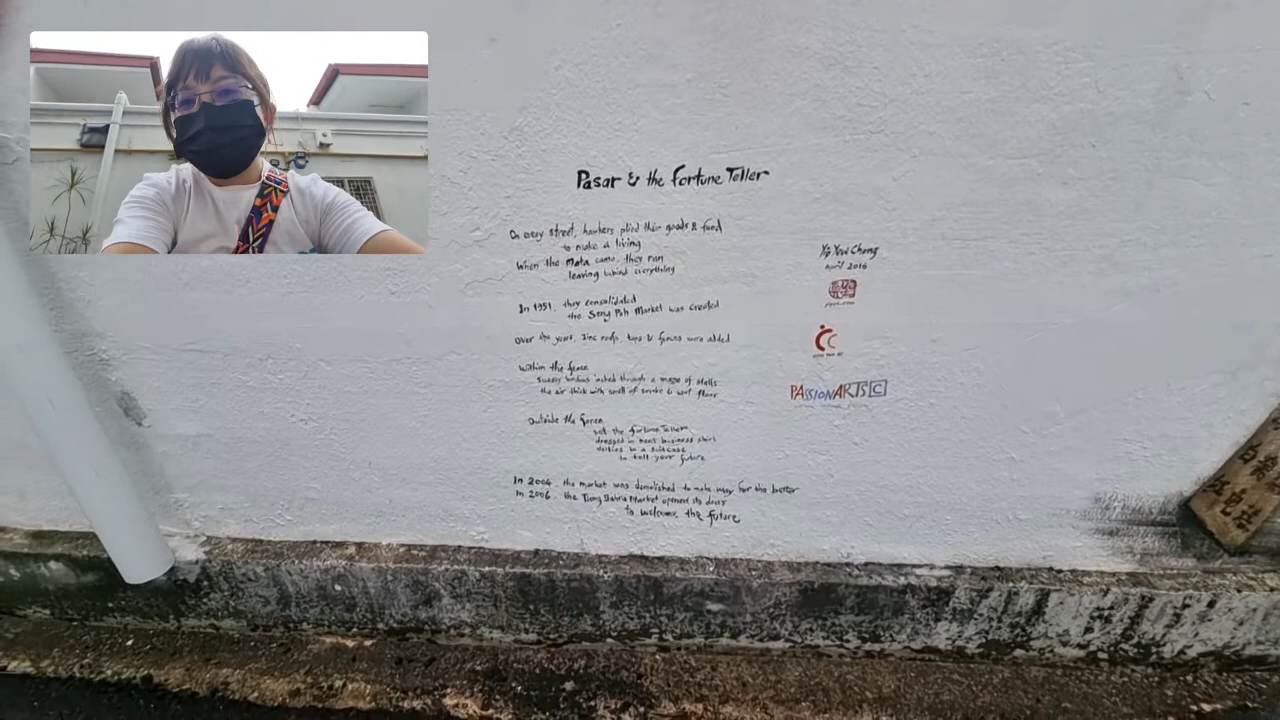 Pasar & the Fortune Teller
On every street, hawkers plied their goods & food
to make a living
When the Mata came, they ran
leaving behind everything
In 1951, they consolidated
the Seng Poh Market was created
Over the years, zinc roofs, taps & fences were added
Within the fence
through a maze of stalls
the air thick with smell of smoke & wet floor
Outside the fence
sat the Fortune Teller
dressed in neat business shirt
deities in a suitcase
to tell your future
In 2004, the market was demolished to make way for the better
In 2006, the Tiong Bahru Market opened its doors
to welcome the future
Yip Yew Chong
April 2016
PASSIONARTS